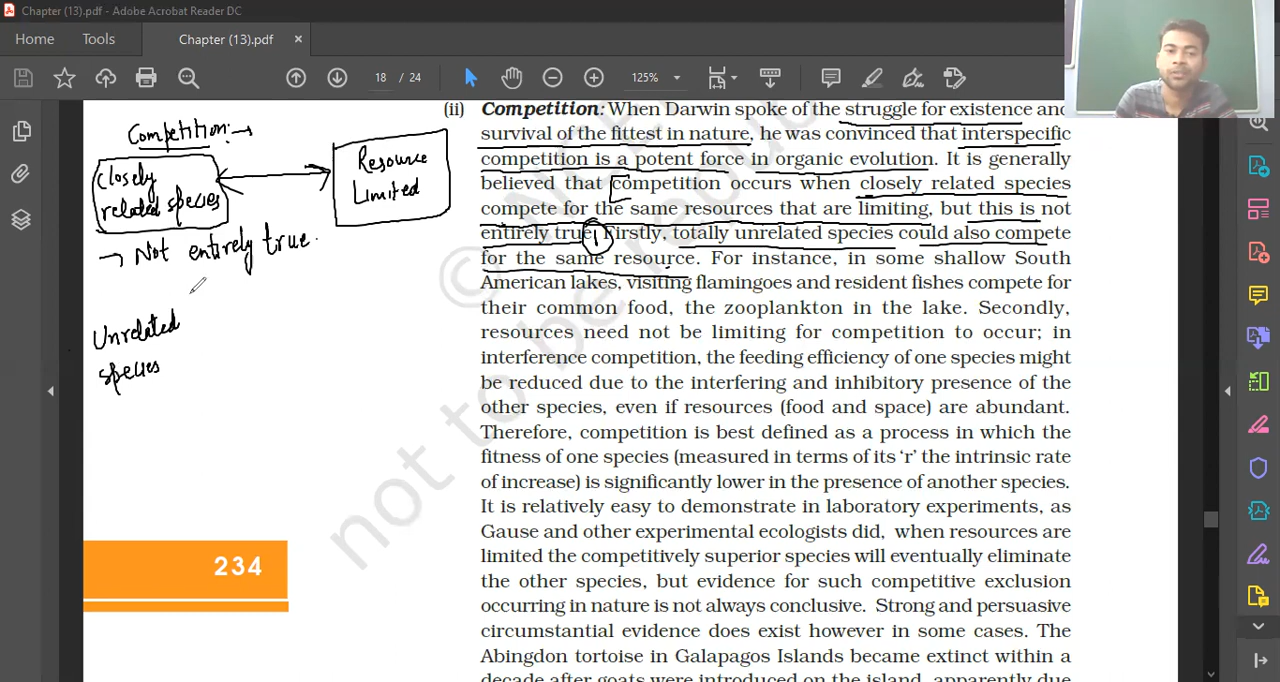 Chapter (13).pdf - Adobe Acrobat Reader DC
Home
Tools
Chapter (13).pdf
×
18 / 24
125%
Competition:→
Closely
related species
Resource
Limited
→ Not entirely true.
Unrelated
species
234
(ii) Competition: When Darwin spoke of the struggle for existence and
survival of the fittest in nature, he was convinced that interspecific
competition is a potent force in organic evolution. It is generally
believed that competition occurs when closely related species
compete for the same resources that are limiting, but this is not
entirely true. Firstly, totally unrelated species could also compete
1
for the same resource. For instance, in some shallow South
American lakes, visiting flamingoes and resident fishes compete for
their common food, the zooplankton in the lake. Secondly,
resources need not be limiting for competition to occur; in
interference competition, the feeding efficiency of one species might
be reduced due to the interfering and inhibitory presence of the
other species, even if resources (food and space) are abundant.
Therefore, competition is best defined as a process in which the
fitness of one species (measured in terms of its ‘r’ the intrinsic rate
of increase) is significantly lower in the presence of another species.
It is relatively easy to demonstrate in laboratory experiments, as
Gause and other experimental ecologists did, when resources are
limited the competitively superior species will eventually eliminate
the other species, but evidence for such competitive exclusion
occurring in nature is not always conclusive. Strong and persuasive
circumstantial evidence does exist however in some cases. The
Abingdon tortoise in Galapagos Islands became extinct within a
decade after goats were introduced on the island, apparently due
©
not to be